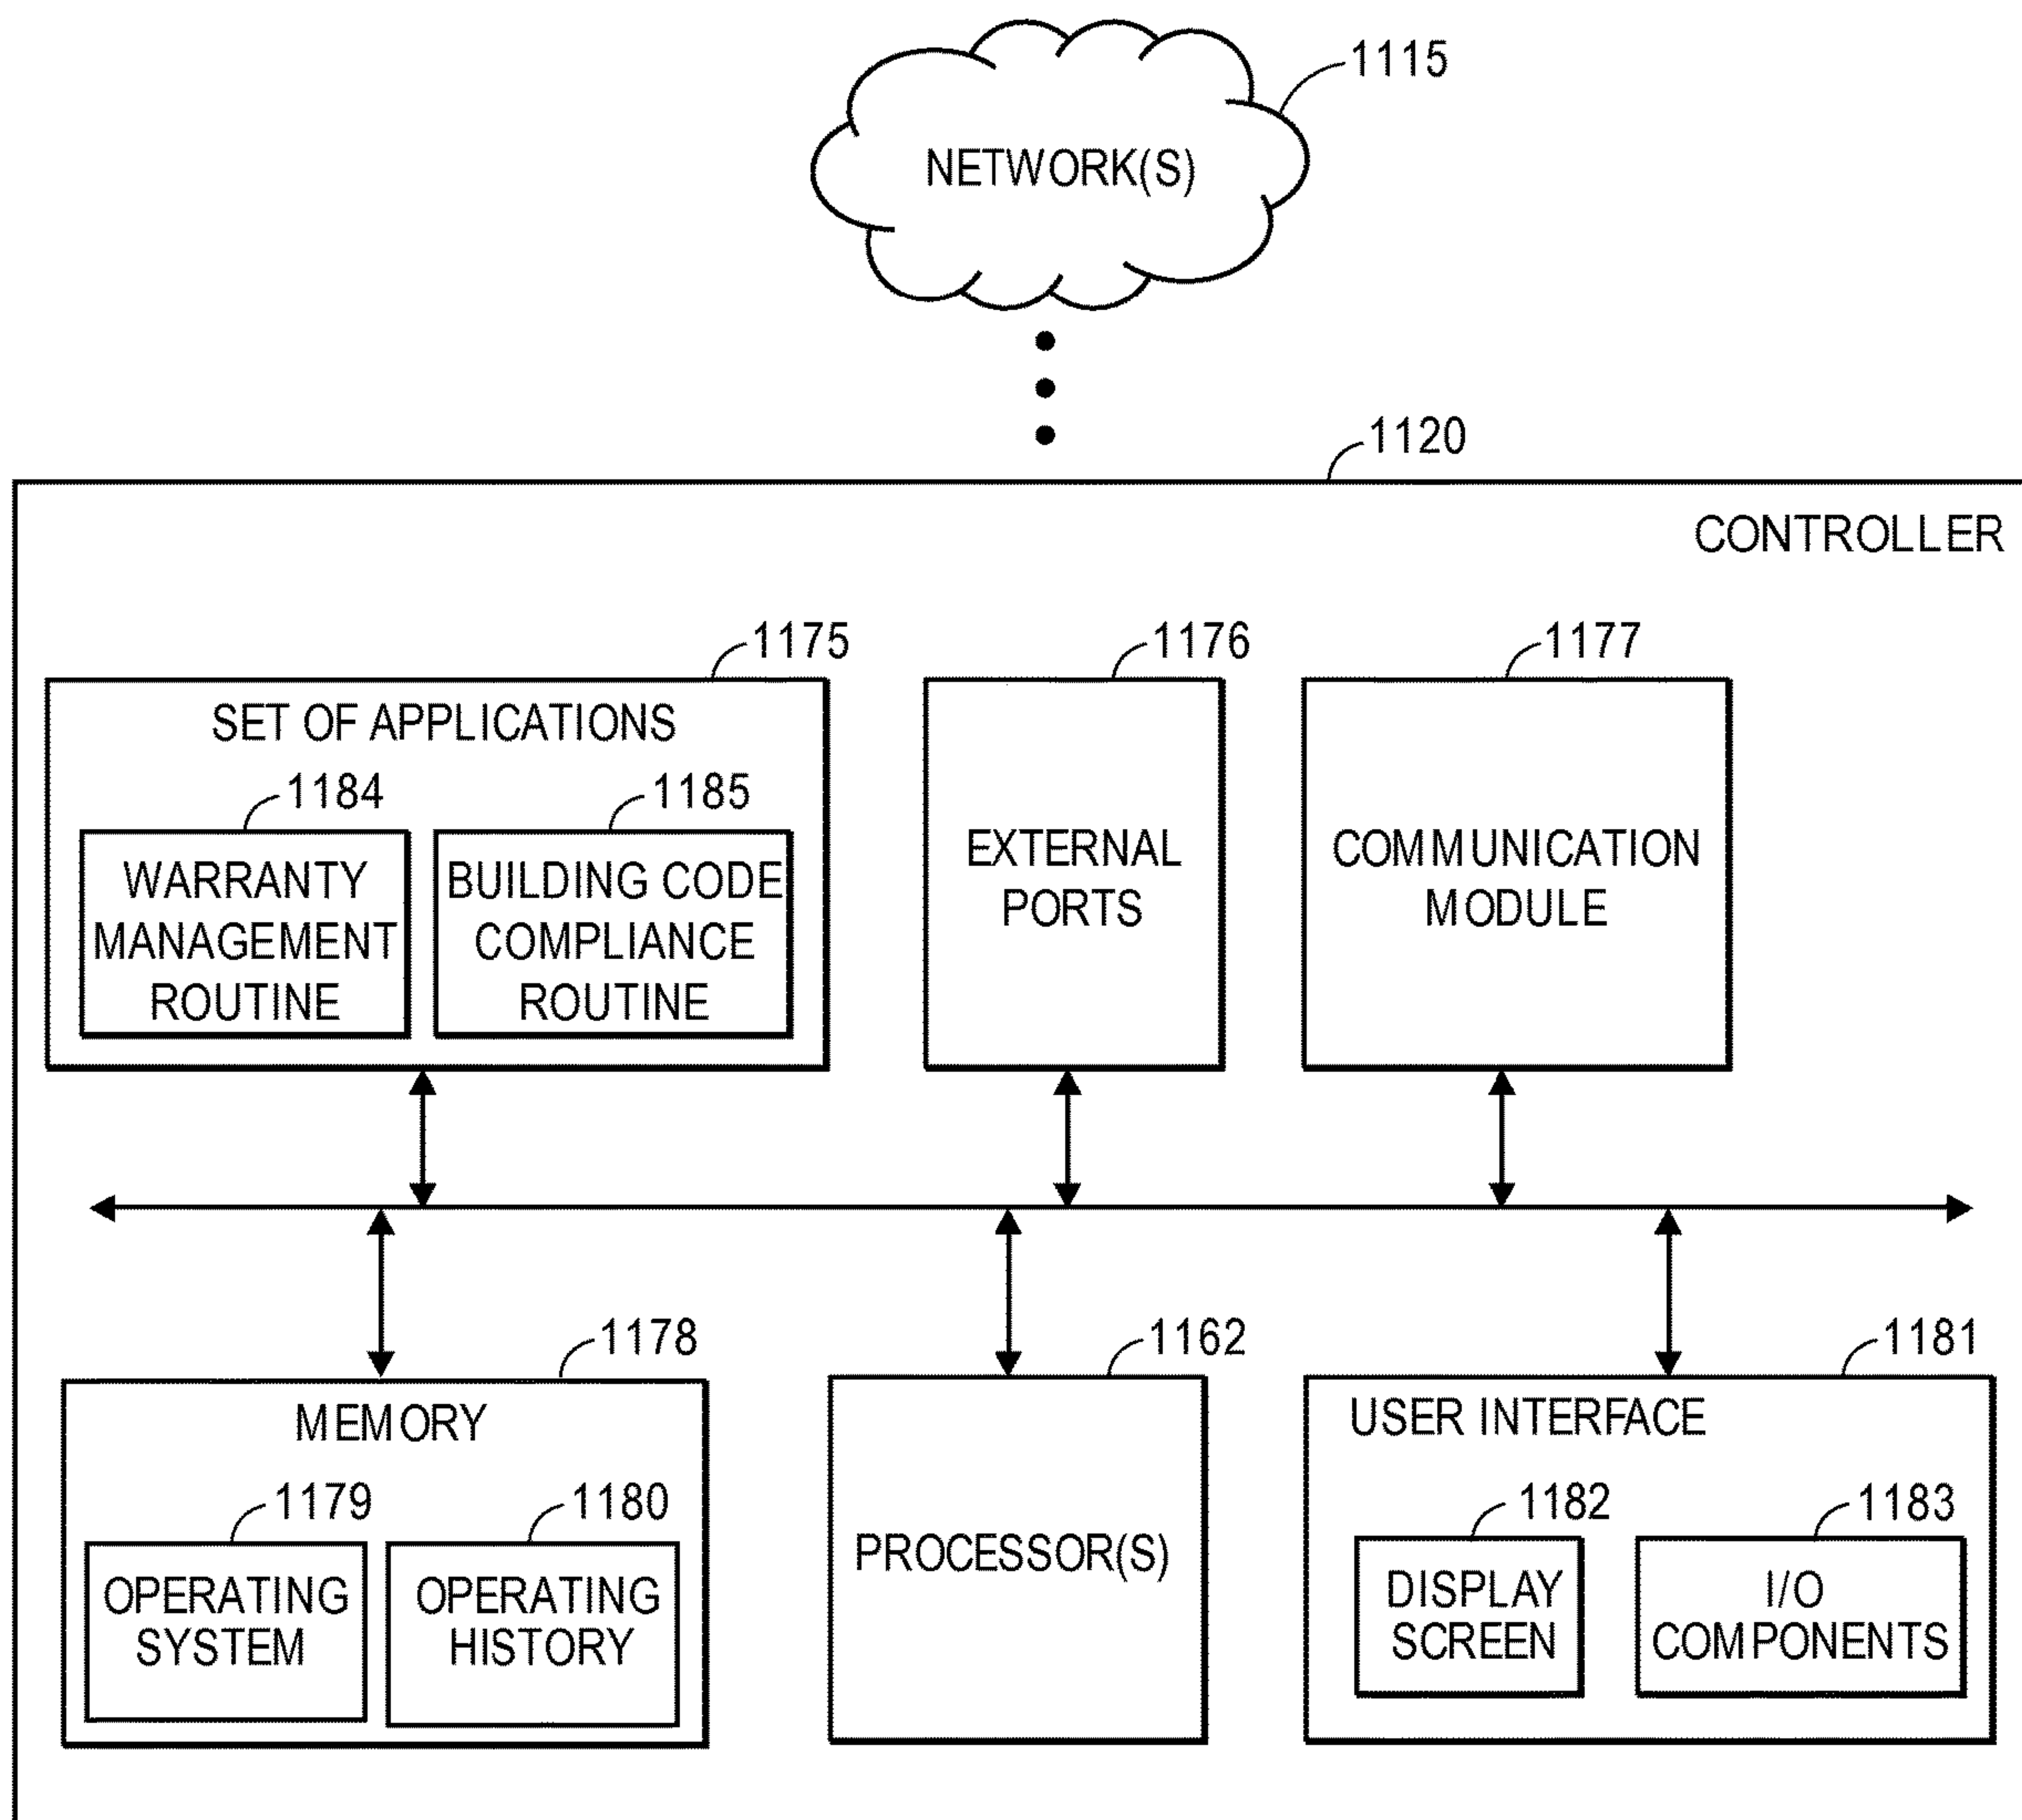 1115
NETWORK(S)
1120
CONTROLLER
1175
SET OF APPLICATIONS
1184
WARRANTY
MANAGEMENT
ROUTINE
1185
BUILDING CODE
COMPLIANCE
ROUTINE
1176
EXTERNAL
PORTS
1177
COMMUNICATION
MODULE
1178
MEMORY
1179
OPERATING
SYSTEM
1180
OPERATING
HISTORY
1162
PROCESSOR(S)
1181
USER INTERFACE
1182
DISPLAY
SCREEN
1183
I/O
COMPONENTS